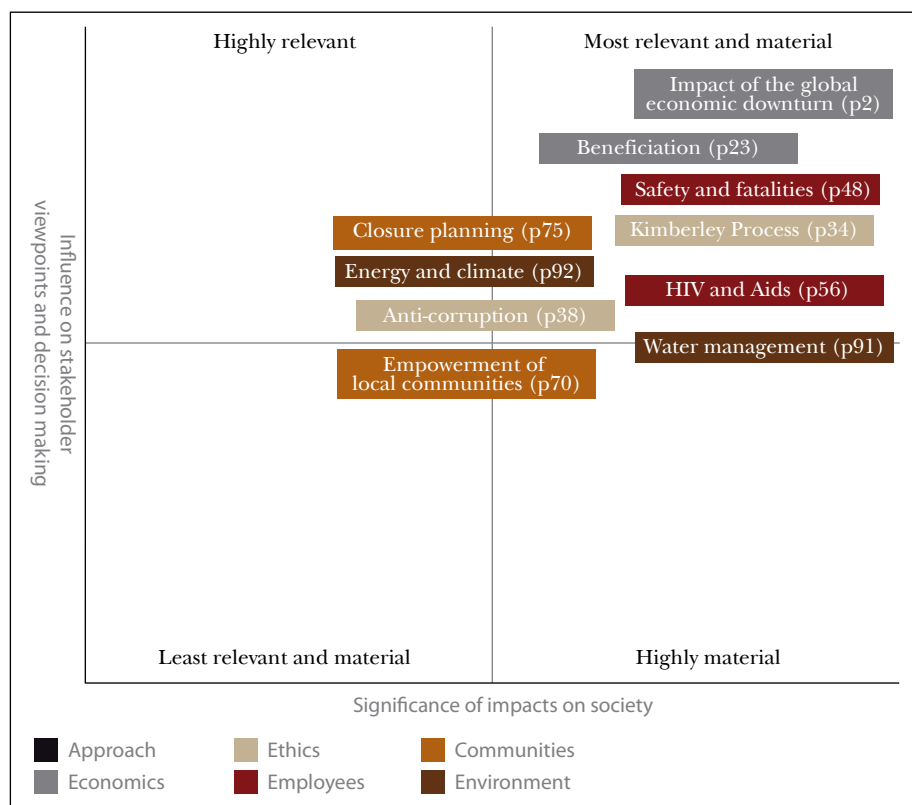 Highly relevant
Most relevant and material
Impact of the global
economic downturn (p2)
Beneficiation (p23)
Safety and fatalities (p48)
Closure planning (p75)
Kimberley Process (p34)
Energy and climate (p92)
HIV and Aids (p56)
Anti-corruption (p38)
Water management (p91)
Empowerment of
local communities (p70)
Influence on stakeholder
viewpoints and decision making
Least relevant and material
Highly material
Significance of impacts on society
Approach
Ethics
Communities
Economics
Employees
Environment